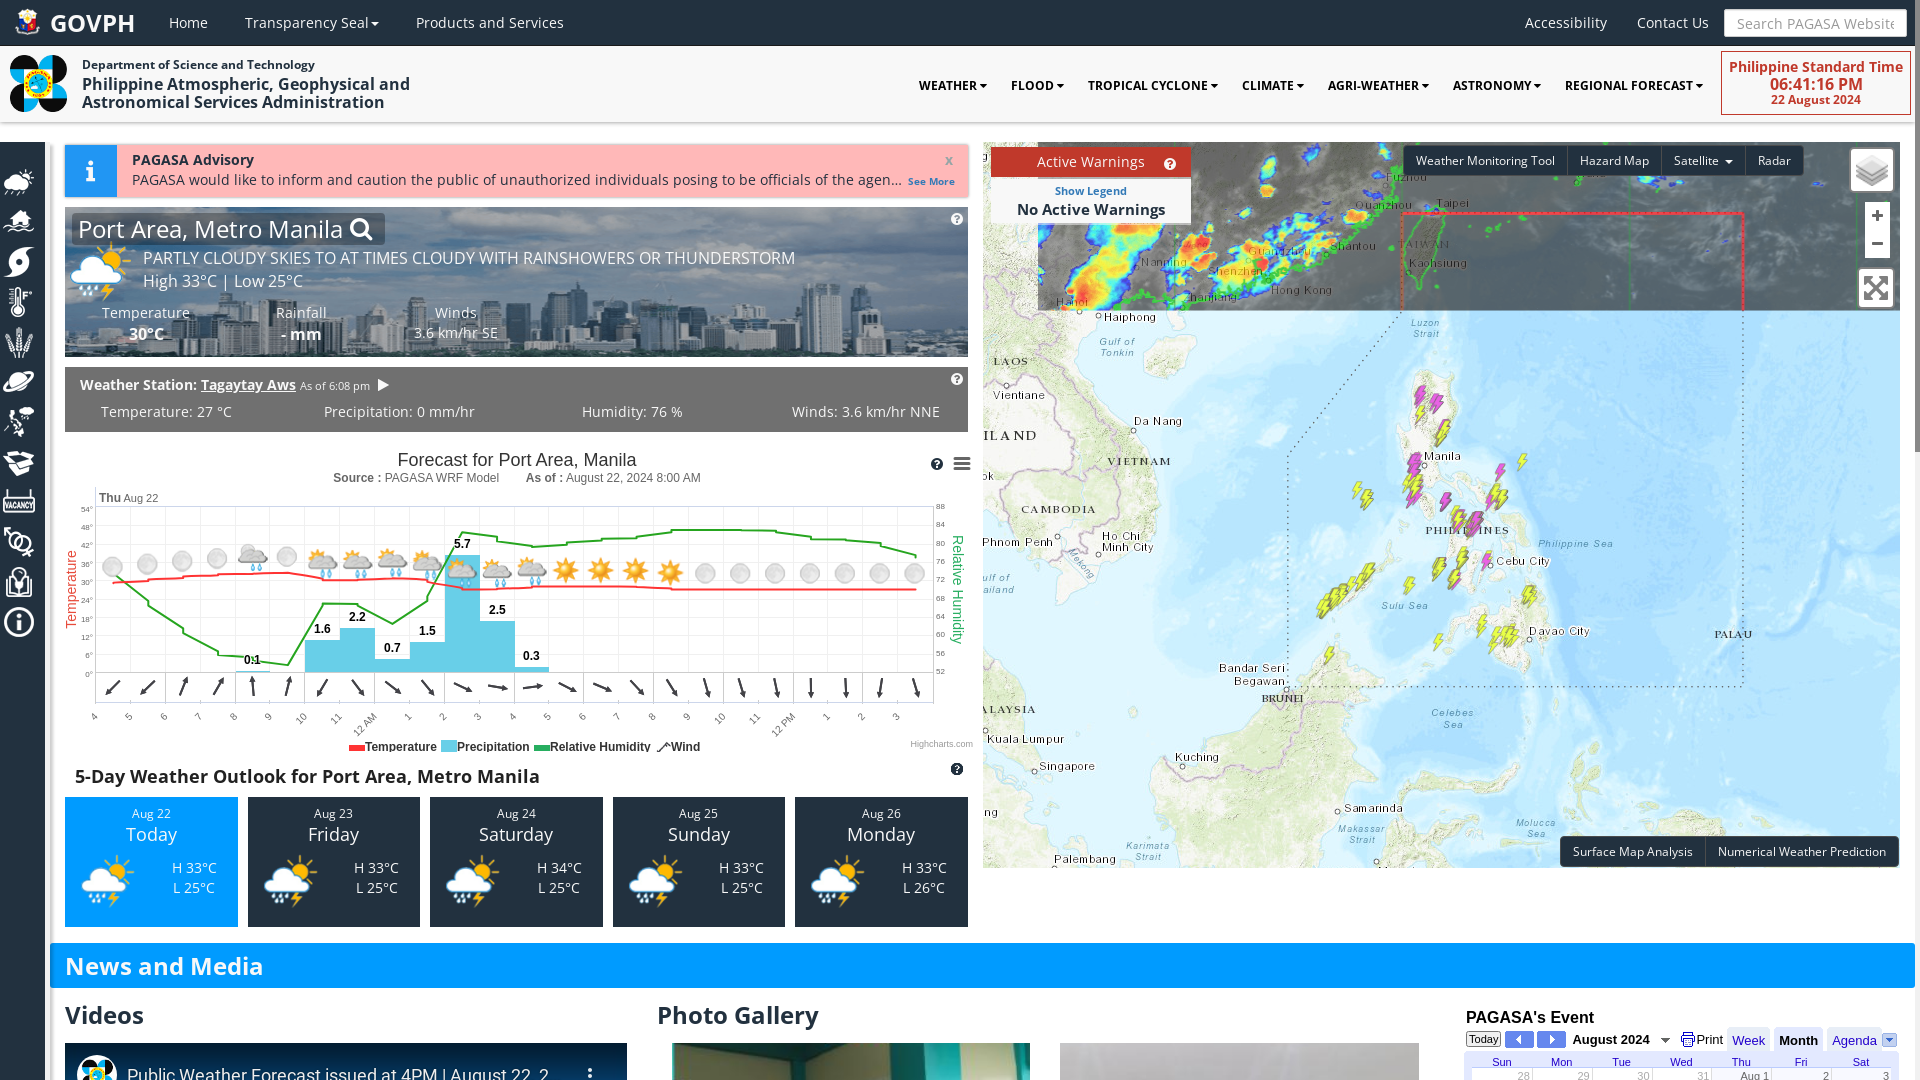 GOVPH
Home
Transparency Seal
Products and Services
Accessibility
Contact Us
Search PAGASA Website
Department of Science and Technology
Philippine Atmospheric, Geophysical and
Astronomical Services Administration
WEATHER
FLOOD
TROPICAL CYCLONE
CLIMATE
AGRI-WEATHER
ASTRONOMY
REGIONAL FORECAST
Philippine Standard Time
06:41:16 PM
22 August 2024
PAGASA Advisory
x
PAGASA would like to inform and caution the public of unauthorized individuals posing to be officials of the agen... See More
Port Area, Metro Manila
PARTLY CLOUDY SKIES TO AT TIMES CLOUDY WITH RAINSHOWERS OR THUNDERSTORM
High 33°C | Low 25°C
Temperature
Rainfall
Winds
30°C
- mm
3.6 km/hr SE
Weather Station: Tagaytay Aws As of 6:08 pm
Temperature: 27 °C
Precipitation: 0 mm/hr
Humidity: 76 %
Winds: 3.6 km/hr NNE
Forecast for Port Area, Manila
Source : PAGASA WRF Model As of : August 22, 2024 8:00 AM
Thu Aug 22
Temperature
54°
48°
42°
36°
30°
24°
18°
12°
6°
0°
0.1
1.6
2.2
0.7
1.5
5.7
2.5
0.3
88
84
80
76
72
68
64
60
56
52
Relative Humidity
4
5
6
7
8
9
10
11
12 AM
1
2
3
4
5
6
7
8
9
10
11
12 PM
1
2
3
Temperature Precipitation Relative Humidity Wind
Highcharts.com
5-Day Weather Outlook for Port Area, Metro Manila
Aug 22
Today
H 33°C
L 25°C
Aug 23
Friday
H 33°C
L 25°C
Aug 24
Saturday
H 34°C
L 25°C
Aug 25
Sunday
H 33°C
L 25°C
Aug 26
Monday
H 33°C
L 26°C
Active Warnings
Show Legend
No Active Warnings
Weather Monitoring Tool
Hazard Map
Satellite
Radar
+
−
Fuzhou
Quanzhou
Taipei
Guangzhou
Shantou
TAIWAN
Nanning
Shenzhen
Kaohsiung
Hong Kong
Zhanjiang
Hanoi
Haiphong
Luzon
Strait
Gulf of
Tonkin
LAOS
Vientiane
Da Nang
ILAND
VIETNAM
Manila
ok
CAMBODIA
PHILIPPINES
Phnom Penh
Ho Chi
Minh City
Mekong
Philippine Sea
Cebu City
ulf of
ailand
Sulu Sea
Davao City
PALAU
Bandar Seri
Begawan
BRUNEI
ALAYSIA
Celebes
Sea
Kuala Lumpur
Kuching
Singapore
Samarinda
ng
Makassar
Strait
Molucca
Sea
Karimata
Strait
Palembang
Surface Map Analysis
Numerical Weather Prediction
VACANCY
News and Media
Videos
Photo Gallery
PAGASA's Event
Public Weather Forecast issued at 4PM | August 22, 2...
Today
August 2024
Print
Week
Month
Agenda
Sun Mon Tue Wed Thu Fri Sat
28 29 30 31 Aug 1 2 3